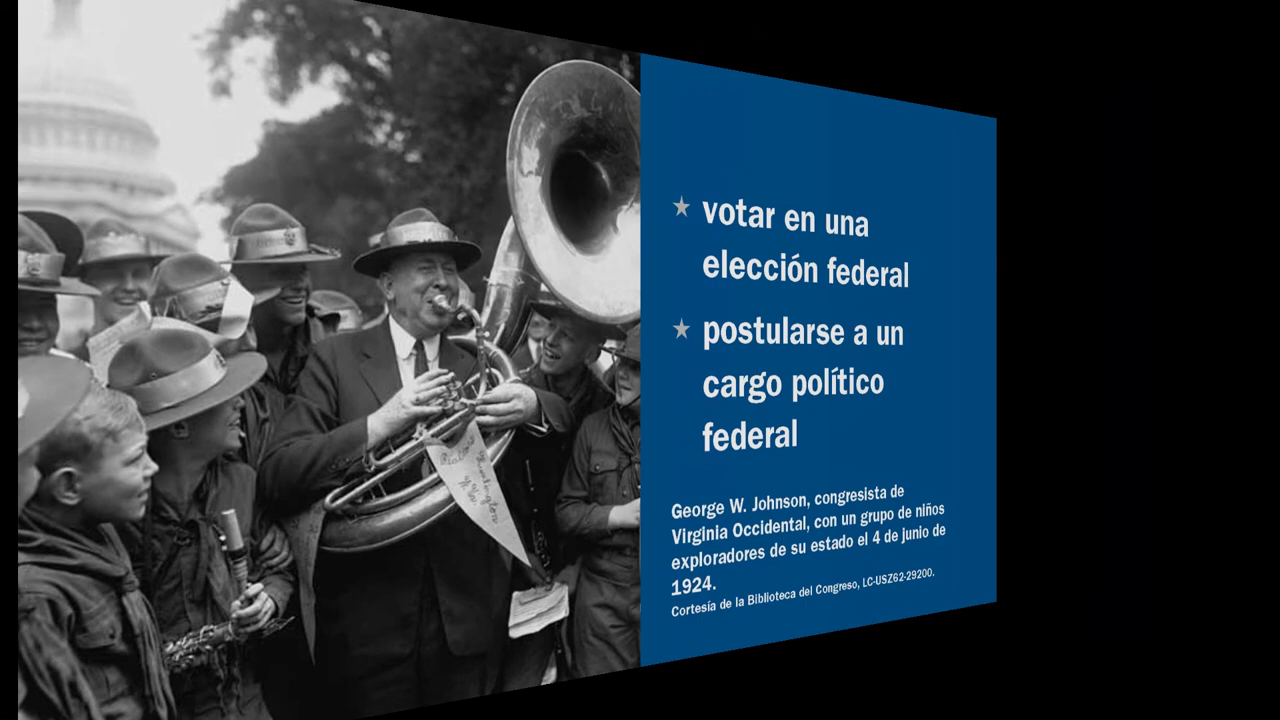 ★ votar en una
elección federal
★ postularse a un
cargo político
federal
George W. Johnson, congresista de
Virginia Occidental, con un grupo de niños
exploradores de su estado el 4 de junio de
1924.
Cortesía de la Biblioteca del Congreso, LC-USZ62-29200.
Huntington
W. Va.